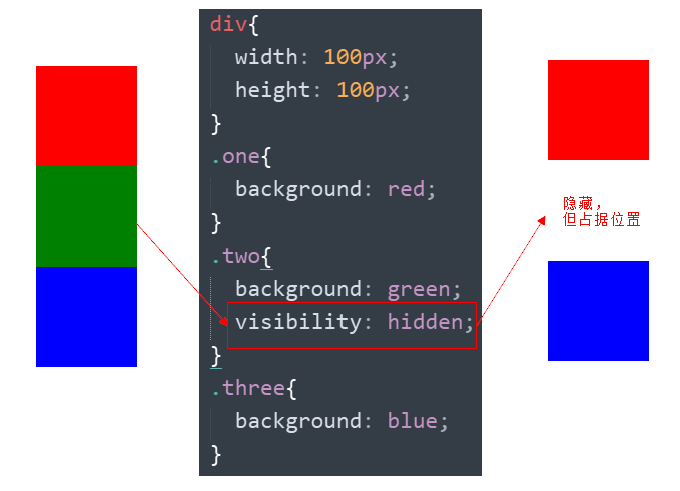 div{
width: 100px;
height: 100px;
}
.one{
background: red;
}
.two{
background: green;
visibility: hidden;
}
.three{
background: blue;
}
隐藏，
但占据位置